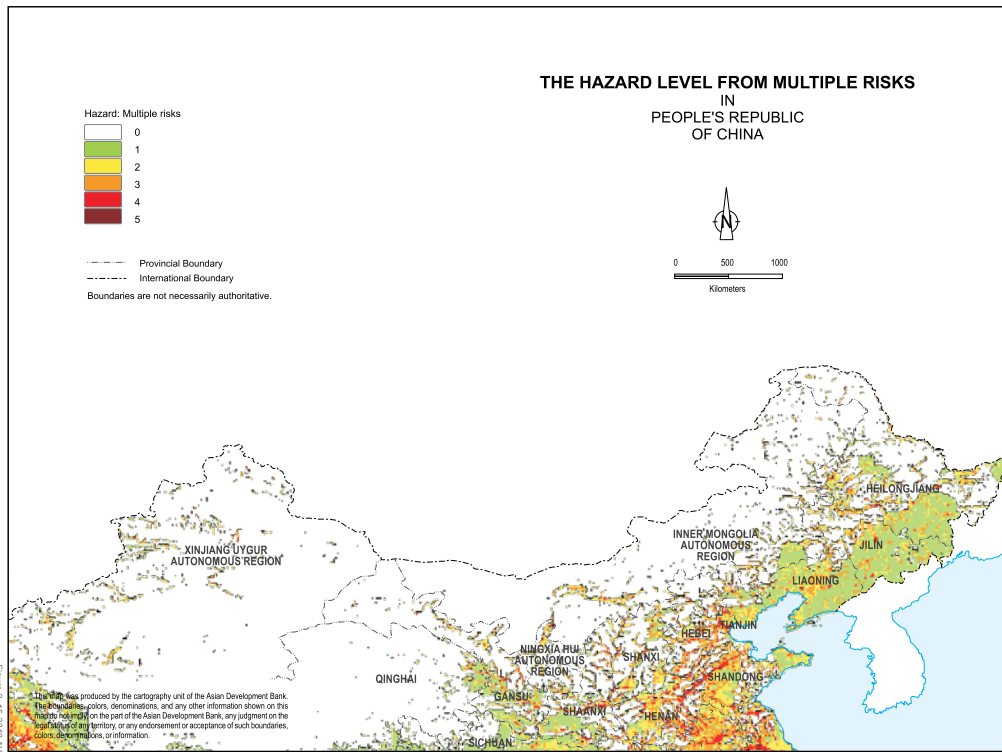 THE HAZARD LEVEL FROM MULTIPLE RISKS
IN
PEOPLE'S REPUBLIC
OF CHINA
Hazard: Multiple risks
0
1
2
3
4
5
Provincial Boundary
International Boundary
Boundaries are not necessarily authoritative.
N
0 500 1000
Kilometers
HEILONGJIANG
INNER MONGOLIA
AUTONOMOUS
REGION
JILIN
XINJIANG UYGUR
AUTONOMOUS REGION
LIAONING
TIANJIN
HEBEI
NINGXIA HUI
AUTONOMOUS
REGION
SHANXI
QINGHAI
SHANDONG
GANSU
SHAANXI
HENAN
SICHUAN
This map was produced by the cartography unit of the Asian Development Bank.
The boundaries, colors, denominations, and any other information shown on this
map do not imply, on the part of the Asian Development Bank, any judgment on the
legal status of any territory, or any endorsement or acceptance of such boundaries,
colors, denominations, or information.